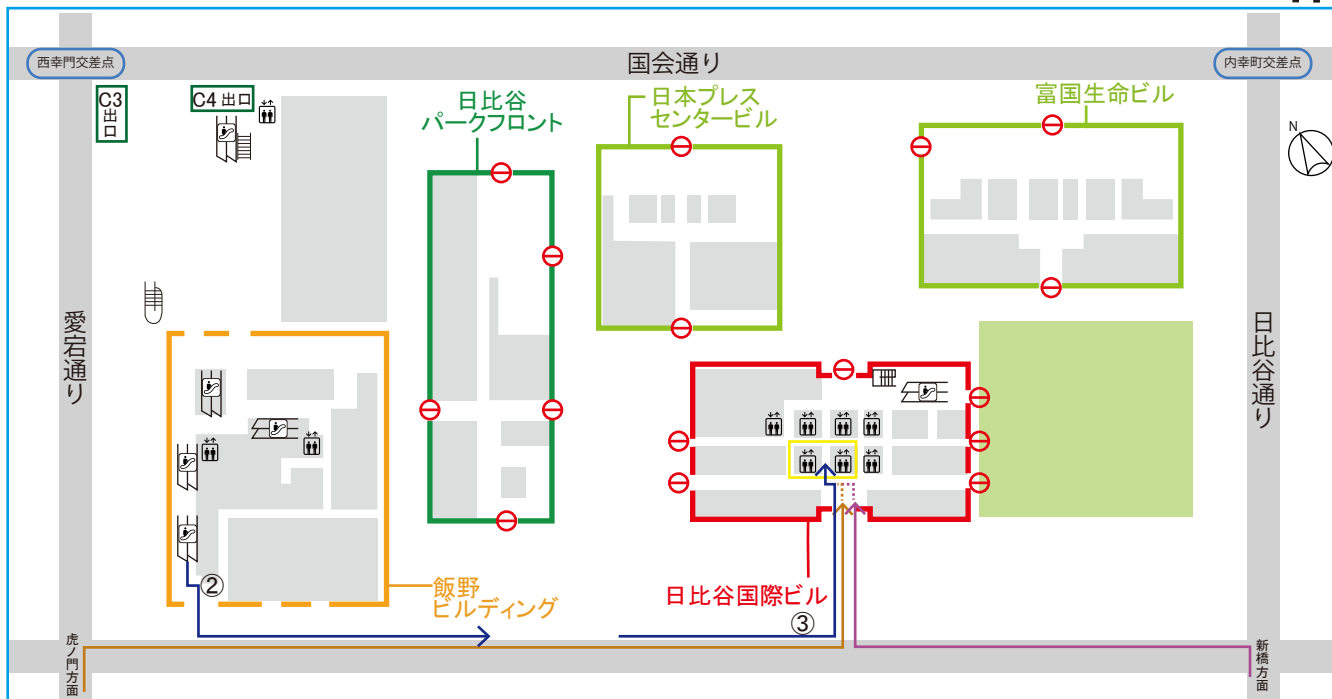 国会通り
西幸門交差点
内幸町交差点
C3
出口
C4 出口
日比谷
パークフロント
日本プレス
センタービル
富国生命ビル
N
愛宕通り
日比谷通り
②
飯野
ビルディング
日比谷国際ビル
③
虎ノ門方面
新橋方面